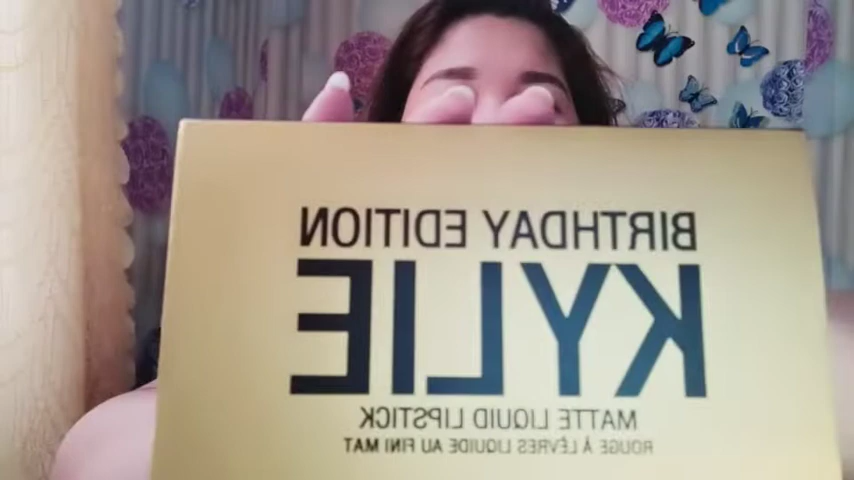 BIRTHDAY EDITION
KYLIE
MATTE LIQUID LIPSTICK
ROUGE À LÈVRES LIQUIDE AU FINI MAT